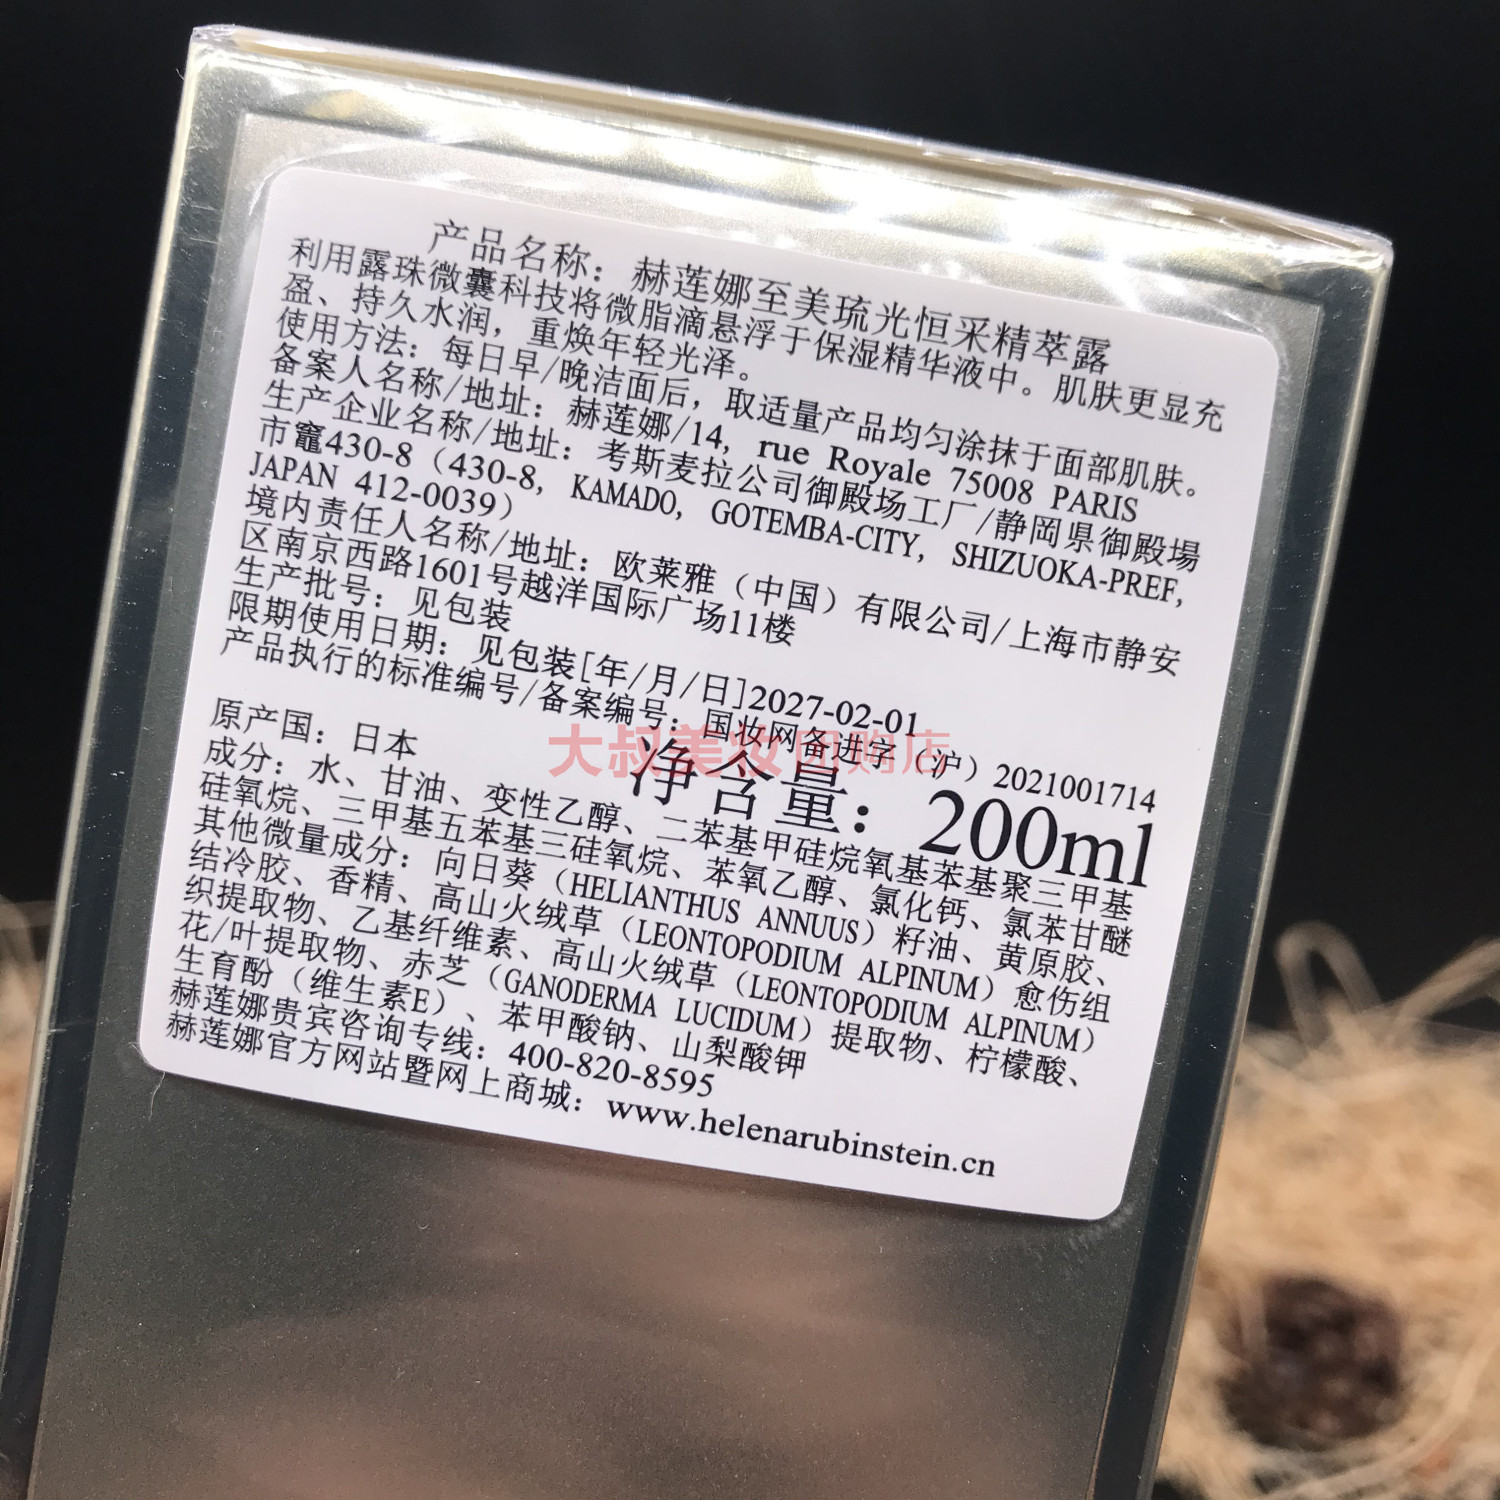 产品名称：赫莲娜至美琉光恒采精萃露
利用露珠微囊科技将微脂滴悬浮于保湿精华液中。肌肤更显充
盈、持久水润，重焕年轻光泽。
使用方法：每日早/晚洁面后，取适量产品均匀涂抹于面部肌肤。
备案人名称/地址：赫莲娜/14, rue Royale 75008 PARIS
生产企业名称/地址：考斯麦拉公司御殿场工厂/静岡県御殿場
市竈430-8（430-8, KAMADO, GOTEMBA-CITY, SHIZUOKA-PREF,
JAPAN 412-0039）
境内责任人名称/地址：欧莱雅（中国）有限公司/上海市静安
区南京西路1601号越洋国际广场11楼
生产批号：见包装
限期使用日期：见包装[年/月/日]2027-02-01
产品执行的标准编号/备案编号：国妆网备进字（沪）2021001714
大叔美妆团购店
原产国：日本
净含量：200ml
成分：水、甘油、变性乙醇、二苯基甲硅烷氧基苯基聚三甲基
硅氧烷、三甲基五苯基三硅氧烷、苯氧乙醇、氯化钙、氯苯甘醚
其他微量成分：向日葵（HELIANTHUS ANNUUS）籽油、黄原胶、
结冷胶、香精、高山火绒草（LEONTOPODIUM ALPINUM）愈伤组
织提取物、乙基纤维素、高山火绒草（LEONTOPODIUM ALPINUM）
花/叶提取物、赤芝（GANODERMA LUCIDUM）提取物、柠檬酸、
生育酚（维生素E）、苯甲酸钠、山梨酸钾
赫莲娜贵宾咨询专线：400-820-8595
赫莲娜官方网站暨网上商城：www.helenarubinstein.cn